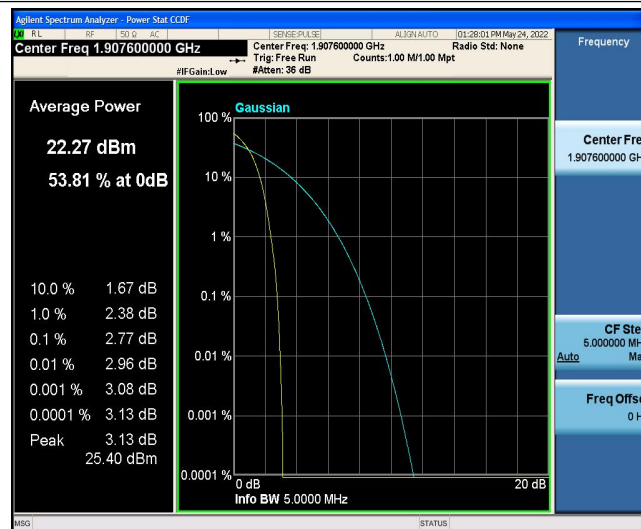 Agilent Spectrum Analyzer - Power Stat CCDF
LXI RL RF 50 Ω AC SENSE:PULSE ALIGN AUTO 01:28:01 PM May 24, 2022
Center Freq 1.907600000 GHz
Center Freq: 1.907600000 GHz Radio Std: None
Trig: Free Run Counts:1.00 M/1.00 Mpt
#IFGain:Low #Atten: 36 dB
Frequency
Average Power
22.27 dBm
53.81 % at 0dB
10.0 % 1.67 dB
1.0 % 2.38 dB
0.1 % 2.77 dB
0.01 % 2.96 dB
0.001 % 3.08 dB
0.0001 % 3.13 dB
Peak 3.13 dB
25.40 dBm
Gaussian
100 %
10 %
1 %
0.1 %
0.01 %
0.001 %
0.0001 %
0 dB 20 dB
Info BW 5.0000 MHz
Center Fre
1.907600000 GH
CF Ste
5.000000 MH
Auto Ma
Freq Offse
0 H
MSG STATUS